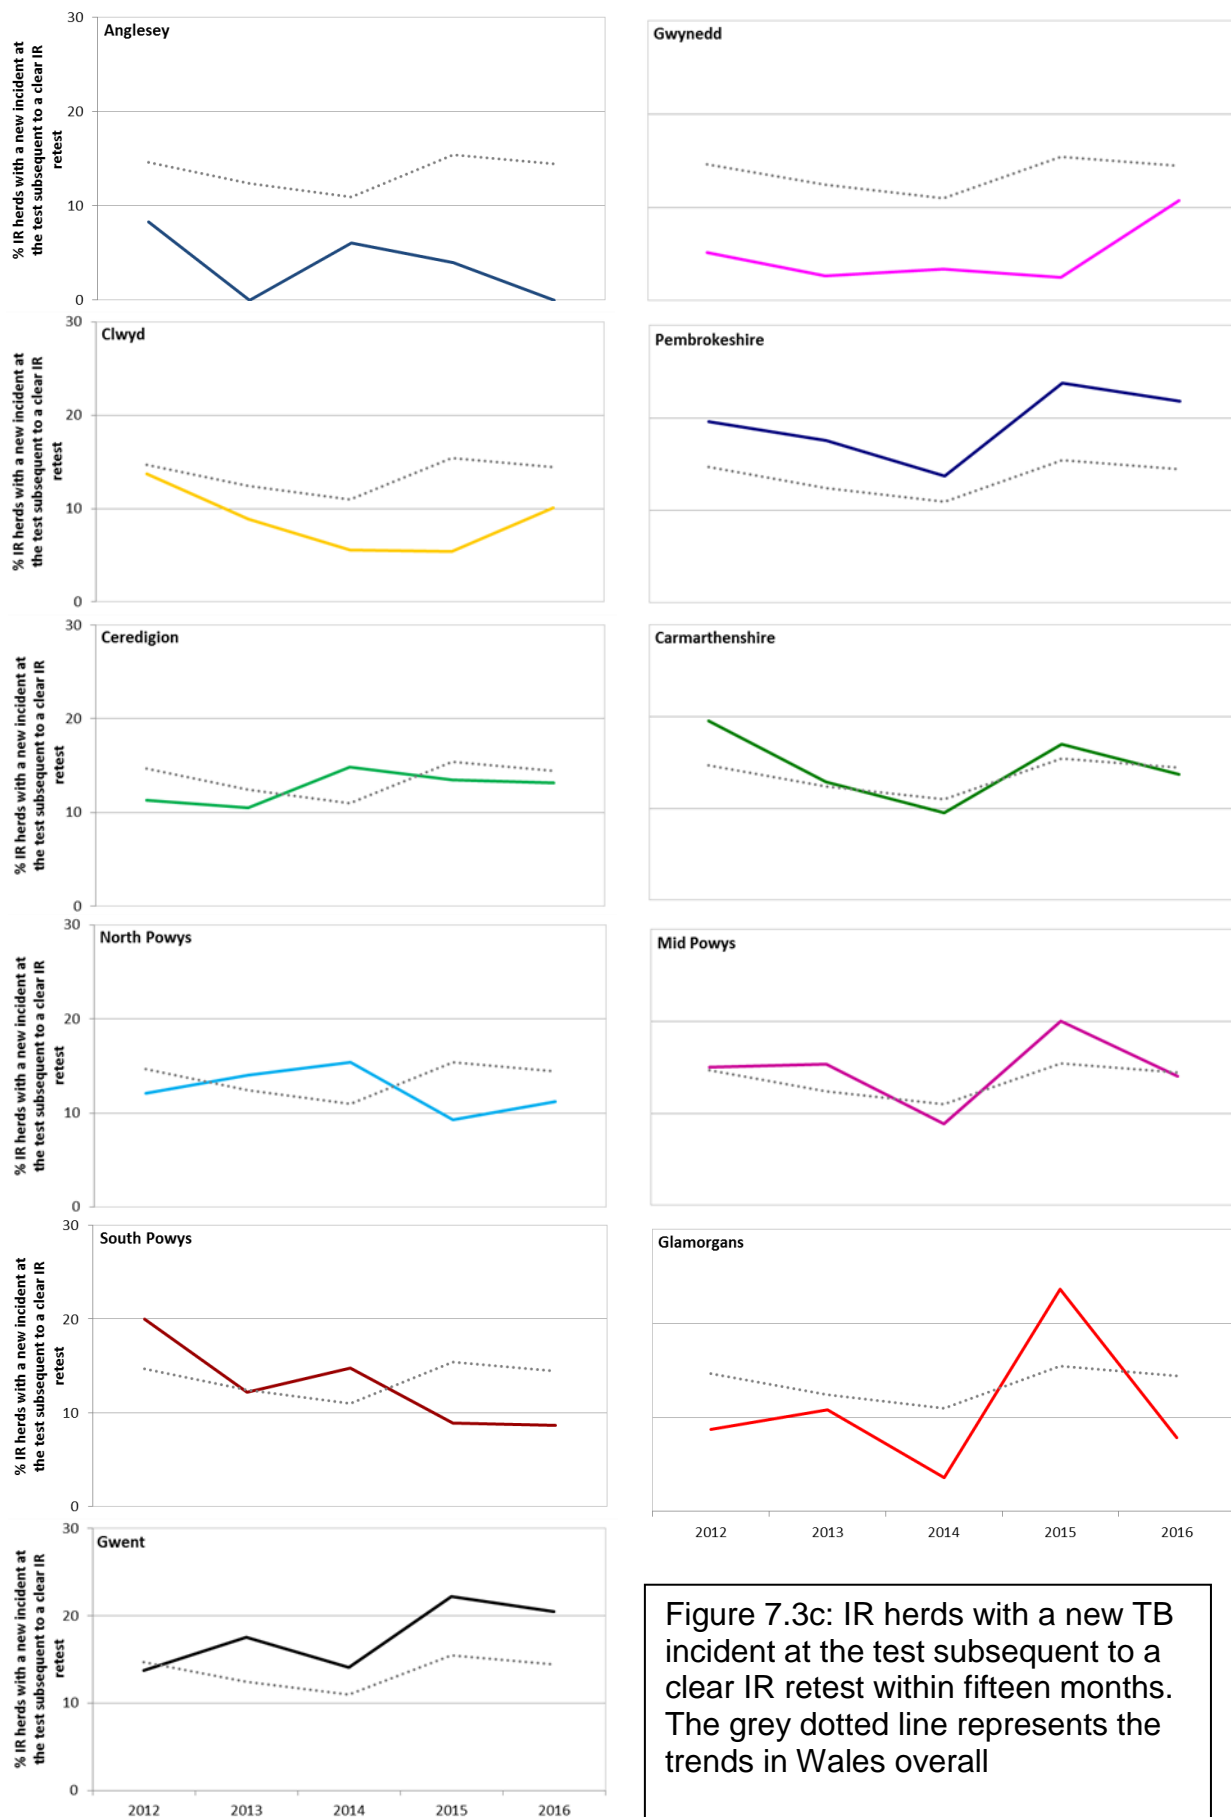 Anglesey
% IR herds with a new incident at
the test subsequent to a clear IR
retest
30
20
10
0
Gwynedd
Clwyd
% IR herds with a new incident at
the test subsequent to a clear IR
retest
30
20
10
0
Pembrokeshire
Ceredigion
% IR herds with a new incident at
the test subsequent to a clear IR
retest
30
20
10
0
Carmarthenshire
North Powys
% IR herds with a new incident at
the test subsequent to a clear IR
retest
30
20
10
0
Mid Powys
South Powys
% IR herds with a new incident at
the test subsequent to a clear IR
retest
30
20
10
0
Glamorgans
2012 2013 2014 2015 2016
Gwent
% IR herds with a new incident at
the test subsequent to a clear IR
retest
30
20
10
0
2012 2013 2014 2015 2016
Figure 7.3c: IR herds with a new TB
incident at the test subsequent to a
clear IR retest within fifteen months.
The grey dotted line represents the
trends in Wales overall